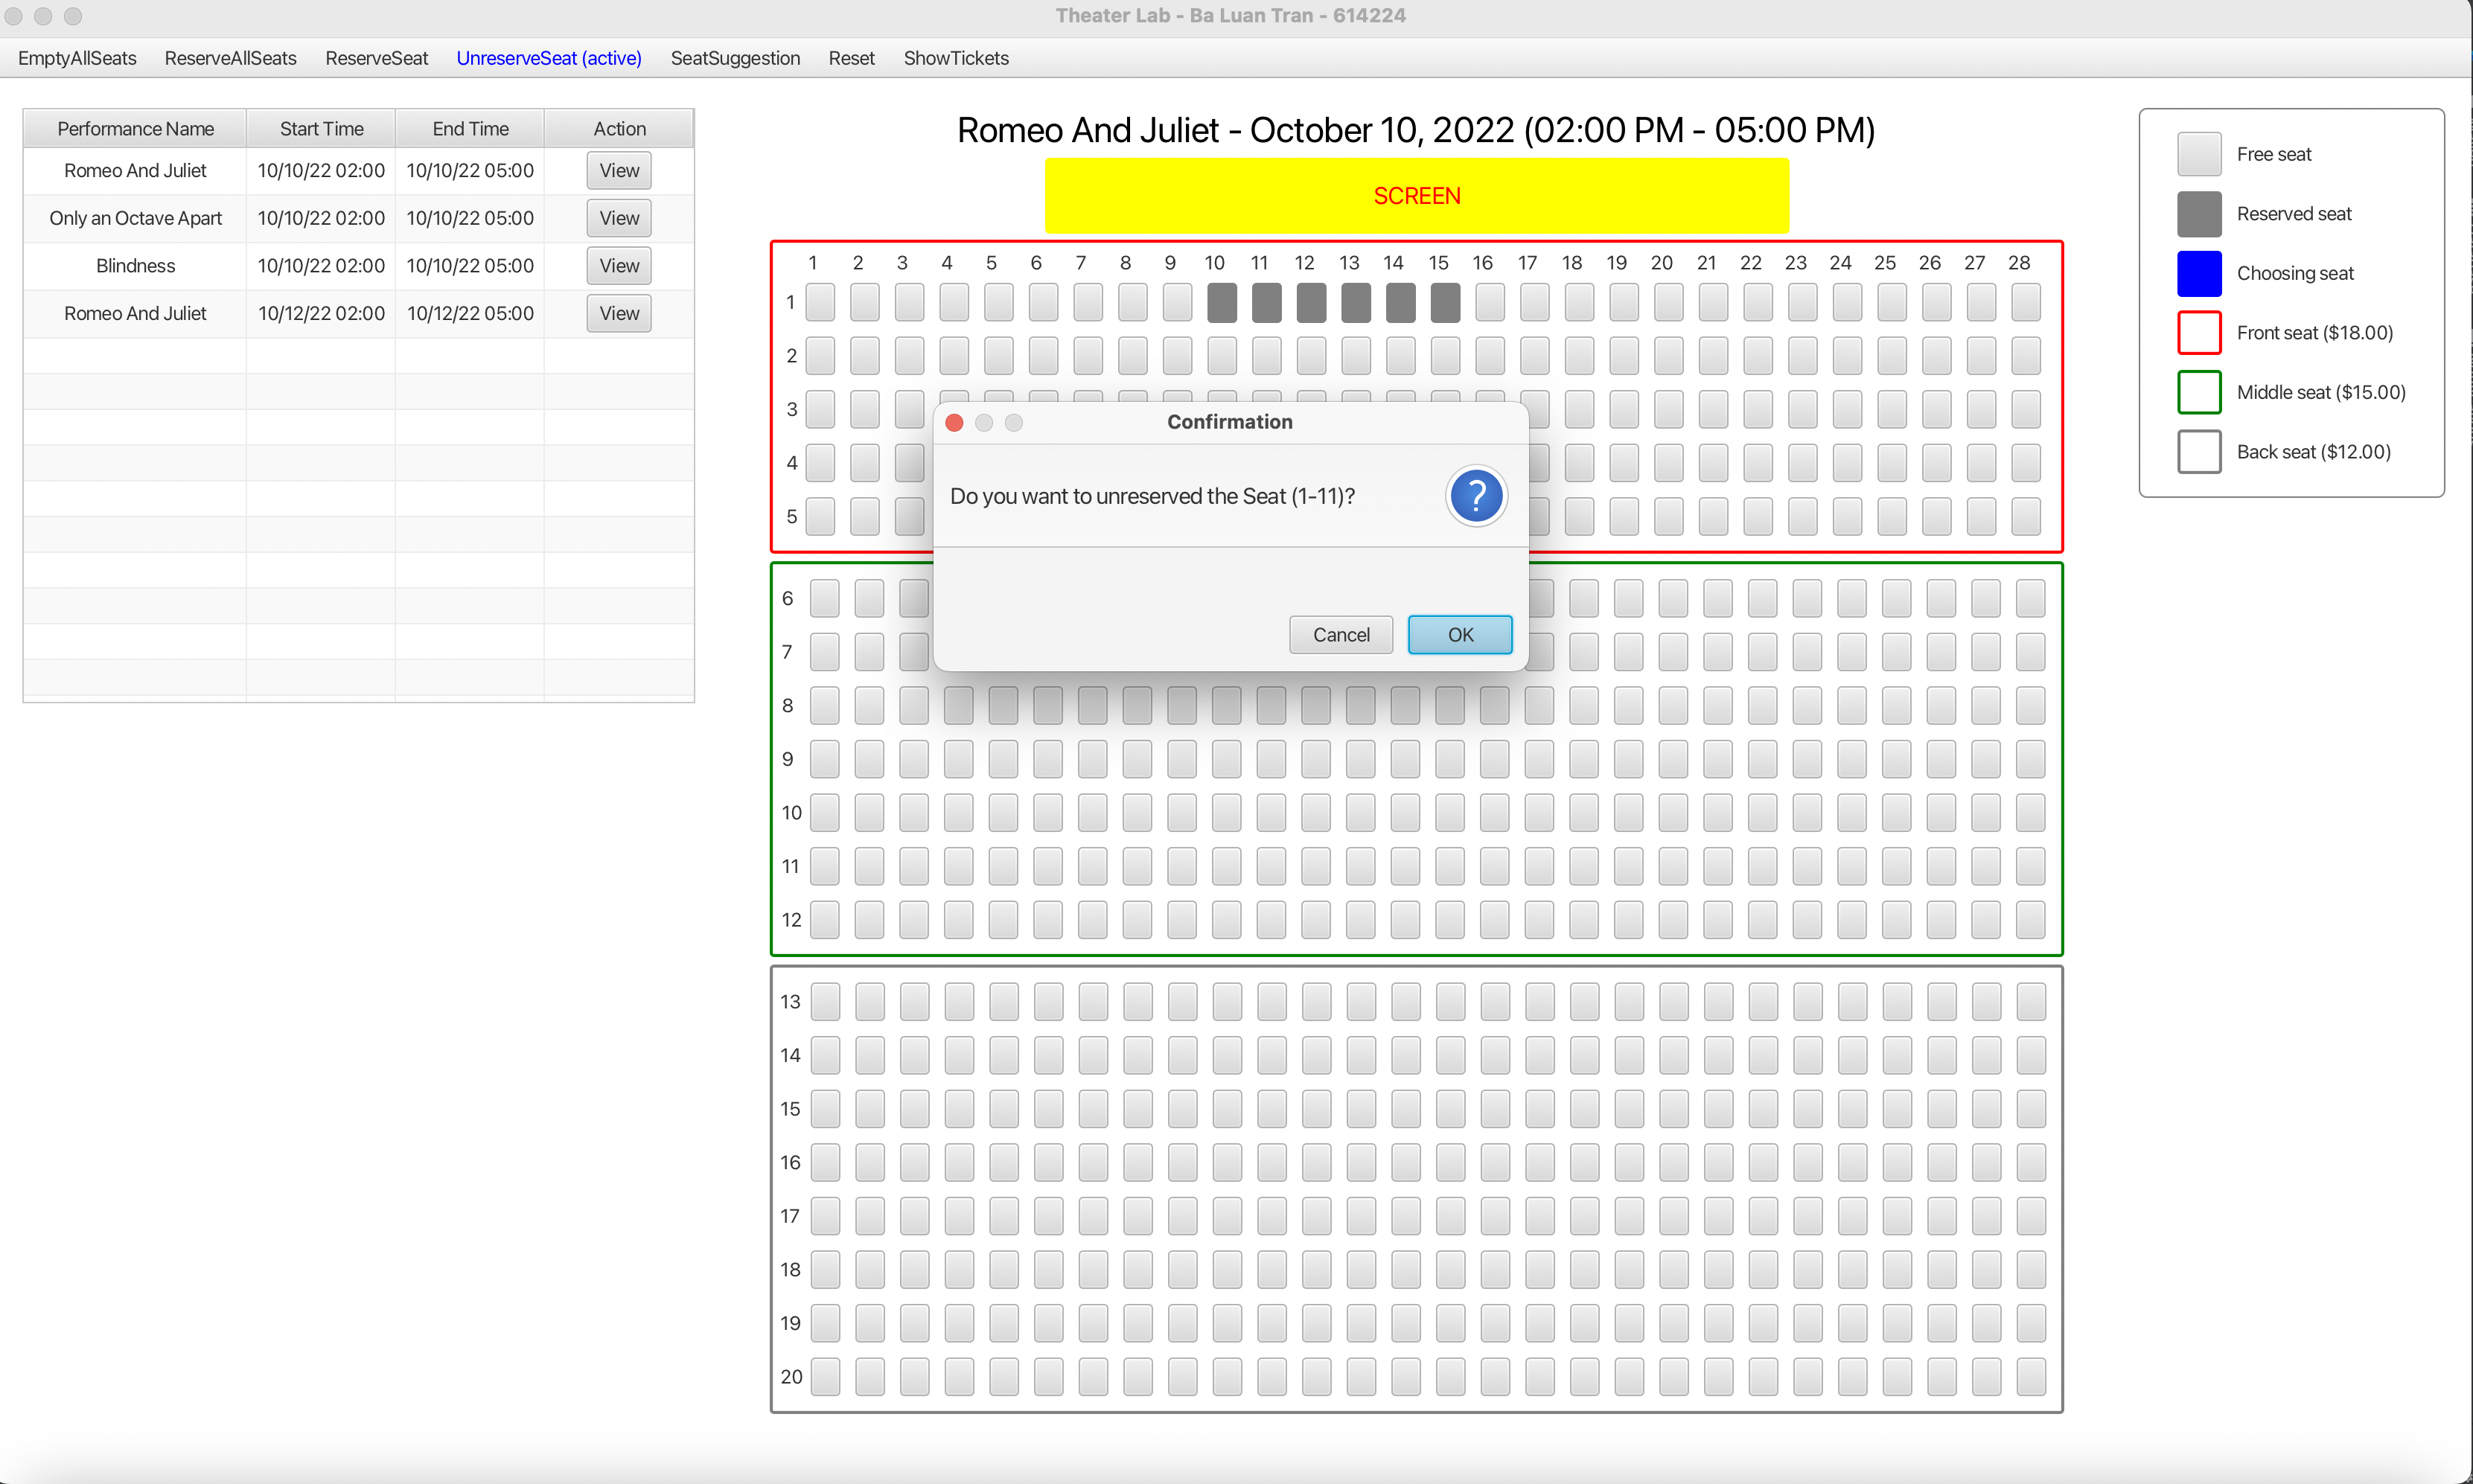 Theater Lab - Ba Luan Tran - 614224
EmptyAllSeats ReserveAllSeats ReserveSeat UnreserveSeat (active) SeatSuggestion Reset ShowTickets
Performance Name Start Time End Time Action
Romeo And Juliet 10/10/22 02:00 10/10/22 05:00 View
Only an Octave Apart 10/10/22 02:00 10/10/22 05:00 View
Blindness 10/10/22 02:00 10/10/22 05:00 View
Romeo And Juliet 10/12/22 02:00 10/12/22 05:00 View
Romeo And Juliet - October 10, 2022 (02:00 PM - 05:00 PM)
SCREEN
1 2 3 4 5 6 7 8 9 10 11 12 13 14 15 16 17 18 19 20 21 22 23 24 25 26 27 28
1
2
3
4
5
Confirmation
Do you want to unreserved the Seat (1-11)?
?
Cancel OK
6
7
8
9
10
11
12
13
14
15
16
17
18
19
20
Free seat
Reserved seat
Choosing seat
Front seat ($18.00)
Middle seat ($15.00)
Back seat ($12.00)